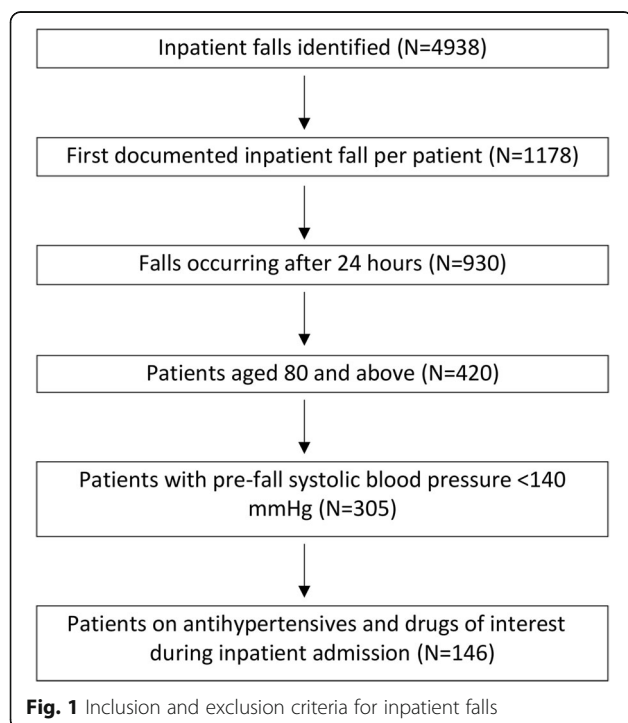 Inpatient falls identified (N=4938)
First documented inpatient fall per patient (N=1178)
Falls occurring after 24 hours (N=930)
Patients aged 80 and above (N=420)
Patients with pre-fall systolic blood pressure <140
mmHg (N=305)
Patients on antihypertensives and drugs of interest
during inpatient admission (N=146)
Fig. 1 Inclusion and exclusion criteria for inpatient falls